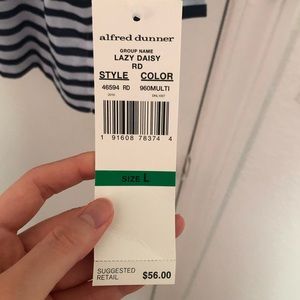 alfred dunner
GROUP NAME
LAZY DAISY
RD
STYLE COLOR
46594 RD 960MULTI
1 91608 78374 4
SIZE L
SUGGESTED
RETAIL $56.00